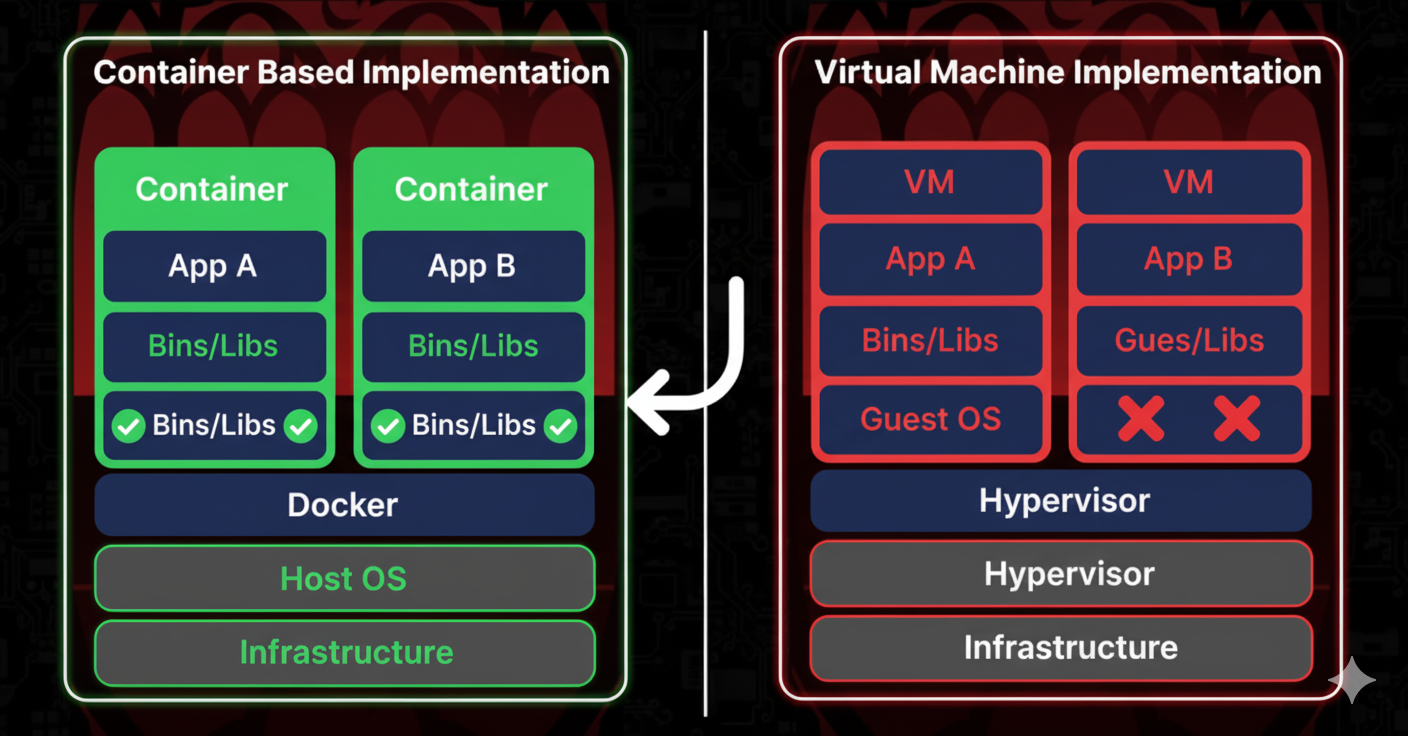 Container Based Implementation
Container
App A
Bins/Libs
Bins/Libs
Container
App B
Bins/Libs
Bins/Libs
Docker
Host OS
Infrastructure
Virtual Machine Implementation
VM
App A
Bins/Libs
Guest OS
VM
App B
Gues/Libs
Hypervisor
Hypervisor
Infrastructure